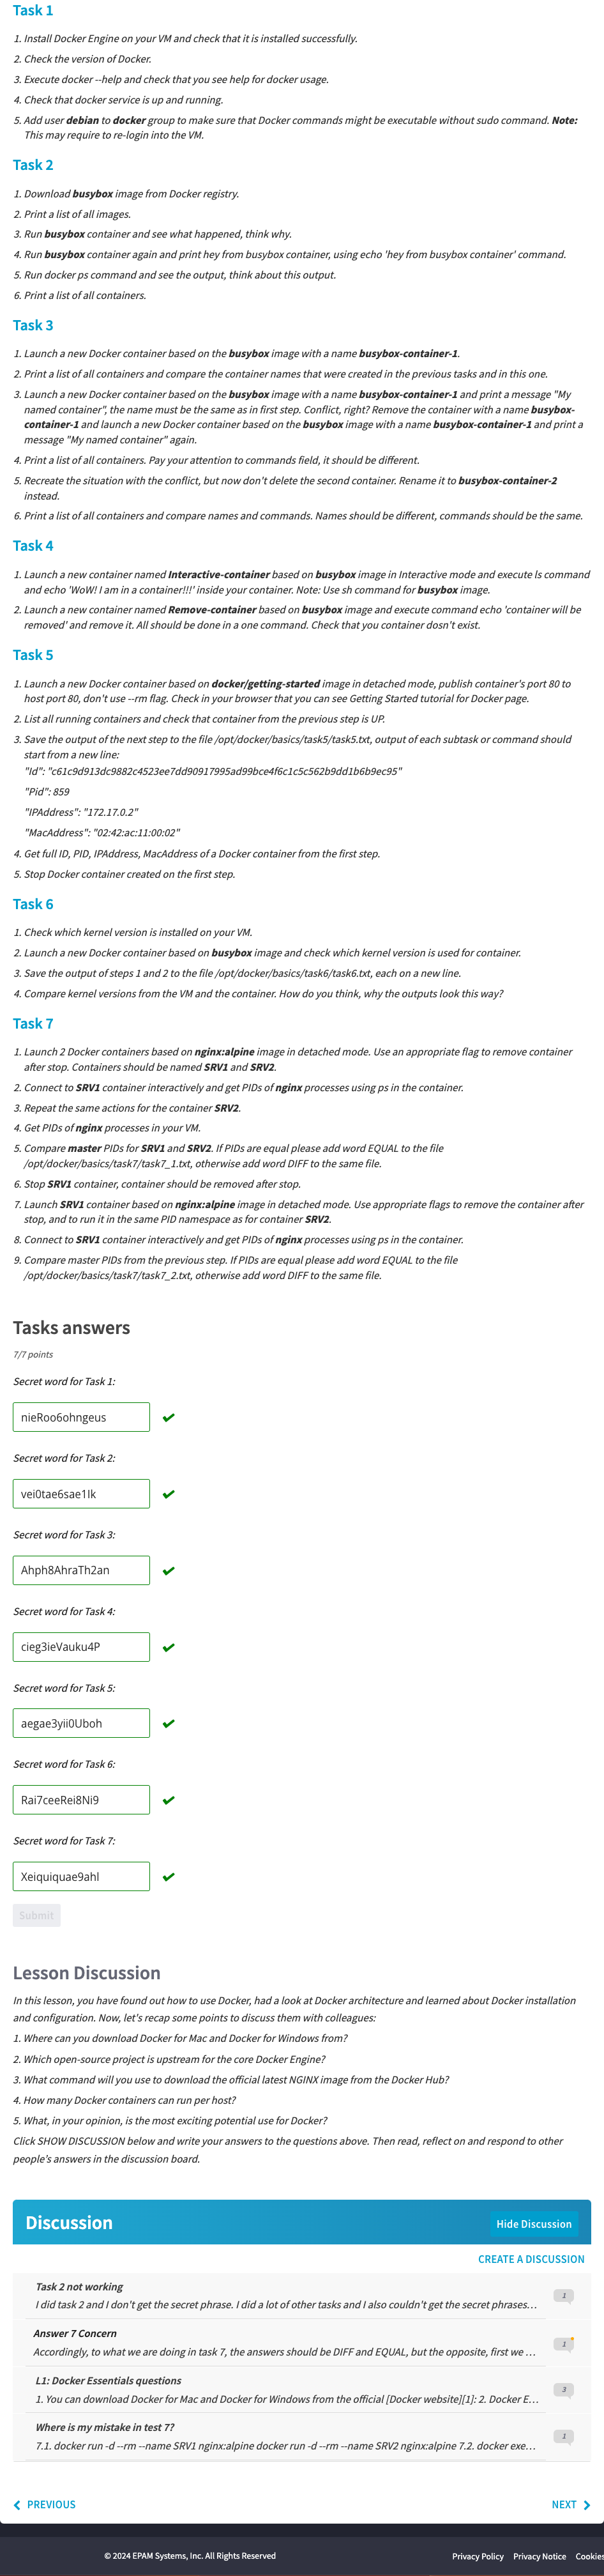 Task 1
1. Install Docker Engine on your VM and check that it is installed successfully.
2. Check the version of Docker.
3. Execute docker --help and check that you see help for docker usage.
4. Check that docker service is up and running.
5. Add user debian to docker group to make sure that Docker commands might be executable without sudo command. Note:
This may require to re-login into the VM.
Task 2
1. Download busybox image from Docker registry.
2. Print a list of all images.
3. Run busybox container and see what happened, think why.
4. Run busybox container again and print hey from busybox container, using echo 'hey from busybox container' command.
5. Run docker ps command and see the output, think about this output.
6. Print a list of all containers.
Task 3
1. Launch a new Docker container based on the busybox image with a name busybox-container-1.
2. Print a list of all containers and compare the container names that were created in the previous tasks and in this one.
3. Launch a new Docker container based on the busybox image with a name busybox-container-1 and print a message "My
named container", the name must be the same as in first step. Conflict, right? Remove the container with a name busybox-
container-1 and launch a new Docker container based on the busybox image with a name busybox-container-1 and print a
message "My named container" again.
4. Print a list of all containers. Pay your attention to commands field, it should be different.
5. Recreate the situation with the conflict, but now don't delete the second container. Rename it to busybox-container-2
instead.
6. Print a list of all containers and compare names and commands. Names should be different, commands should be the same.
Task 4
1. Launch a new container named Interactive-container based on busybox image in Interactive mode and execute ls command
and echo 'WoW! I am in a container!!!' inside your container. Note: Use sh command for busybox image.
2. Launch a new container named Remove-container based on busybox image and execute command echo 'container will be
removed' and remove it. All should be done in a one command. Check that you container dosn't exist.
Task 5
1. Launch a new Docker container based on docker/getting-started image in detached mode, publish container's port 80 to
host port 80, don't use --rm flag. Check in your browser that you can see Getting Started tutorial for Docker page.
2. List all running containers and check that container from the previous step is UP.
3. Save the output of the next step to the file /opt/docker/basics/task5/task5.txt, output of each subtask or command should
start from a new line:
"Id": "c61c9d913dc9882c4523ee7dd90917995ad99bce4f6c1c5c562b9dd1b6b9ec95"
"Pid": 859
"IPAddress": "172.17.0.2"
"MacAddress": "02:42:ac:11:00:02"
4. Get full ID, PID, IPAddress, MacAddress of a Docker container from the first step.
5. Stop Docker container created on the first step.
Task 6
1. Check which kernel version is installed on your VM.
2. Launch a new Docker container based on busybox image and check which kernel version is used for container.
3. Save the output of steps 1 and 2 to the file /opt/docker/basics/task6/task6.txt, each on a new line.
4. Compare kernel versions from the VM and the container. How do you think, why the outputs look this way?
Task 7
1. Launch 2 Docker containers based on nginx:alpine image in detached mode. Use an appropriate flag to remove container
after stop. Containers should be named SRV1 and SRV2.
2. Connect to SRV1 container interactively and get PIDs of nginx processes using ps in the container.
3. Repeat the same actions for the container SRV2.
4. Get PIDs of nginx processes in your VM.
5. Compare master PIDs for SRV1 and SRV2. If PIDs are equal please add word EQUAL to the file
/opt/docker/basics/task7/task7_1.txt, otherwise add word DIFF to the same file.
6. Stop SRV1 container, container should be removed after stop.
7. Launch SRV1 container based on nginx:alpine image in detached mode. Use appropriate flags to remove the container after
stop, and to run it in the same PID namespace as for container SRV2.
8. Connect to SRV1 container interactively and get PIDs of nginx processes using ps in the container.
9. Compare master PIDs from the previous step. If PIDs are equal please add word EQUAL to the file
/opt/docker/basics/task7/task7_2.txt, otherwise add word DIFF to the same file.
Tasks answers
7/7 points
Secret word for Task 1:
nieRoo6ohngeus
Secret word for Task 2:
vei0tae6sae1Ik
Secret word for Task 3:
Ahph8AhraTh2an
Secret word for Task 4:
cieg3ieVauku4P
Secret word for Task 5:
aegae3yii0Uboh
Secret word for Task 6:
Rai7ceeRei8Ni9
Secret word for Task 7:
Xeiquiquae9ahl
Submit
Lesson Discussion
In this lesson, you have found out how to use Docker, had a look at Docker architecture and learned about Docker installation
and configuration. Now, let's recap some points to discuss them with colleagues:
1. Where can you download Docker for Mac and Docker for Windows from?
2. Which open-source project is upstream for the core Docker Engine?
3. What command will you use to download the official latest NGINX image from the Docker Hub?
4. How many Docker containers can run per host?
5. What, in your opinion, is the most exciting potential use for Docker?
Click SHOW DISCUSSION below and write your answers to the questions above. Then read, reflect on and respond to other
people's answers in the discussion board.
Discussion
Hide Discussion
CREATE A DISCUSSION
Task 2 not working
I did task 2 and I don't get the secret phrase. I did a lot of other tasks and I also couldn't get the secret phrases…
1
Answer 7 Concern
Accordingly, to what we are doing in task 7, the answers should be DIFF and EQUAL, but the opposite, first we …
1
L1: Docker Essentials questions
1. You can download Docker for Mac and Docker for Windows from the official [Docker website][1]: 2. Docker E…
3
Where is my mistake in test 7?
7.1. docker run -d --rm --name SRV1 nginx:alpine docker run -d --rm --name SRV2 nginx:alpine 7.2. docker exe…
1
PREVIOUS
NEXT
© 2024 EPAM Systems, Inc. All Rights Reserved
Privacy Policy Privacy Notice Cookies